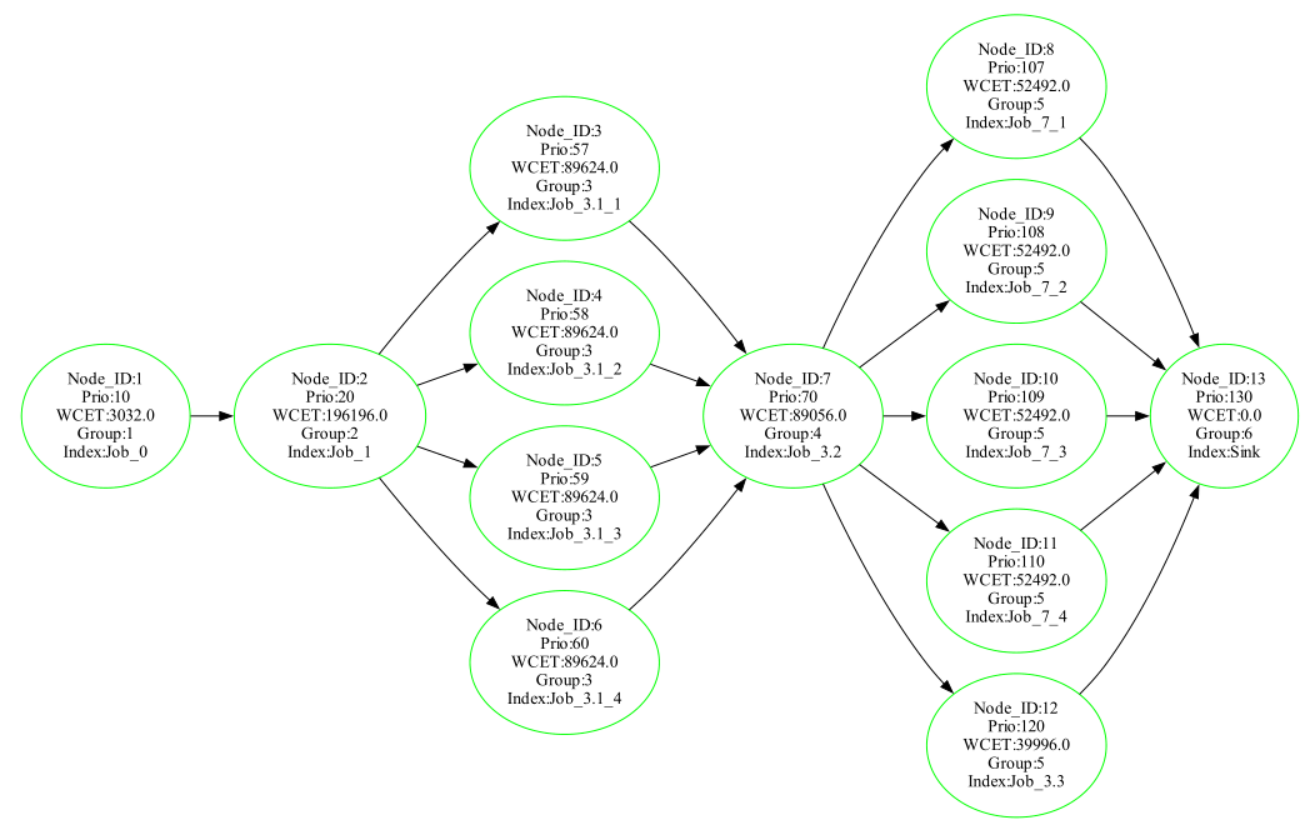 Node_ID:1
Prio:10
WCET:3032.0
Group:1
Index:Job_0
Node_ID:2
Prio:20
WCET:196196.0
Group:2
Index:Job_1
Node_ID:3
Prio:57
WCET:89624.0
Group:3
Index:Job_3.1_1
Node_ID:4
Prio:58
WCET:89624.0
Group:3
Index:Job_3.1_2
Node_ID:5
Prio:59
WCET:89624.0
Group:3
Index:Job_3.1_3
Node_ID:6
Prio:60
WCET:89624.0
Group:3
Index:Job_3.1_4
Node_ID:7
Prio:70
WCET:89056.0
Group:4
Index:Job_3.2
Node_ID:8
Prio:107
WCET:52492.0
Group:5
Index:Job_7_1
Node_ID:9
Prio:108
WCET:52492.0
Group:5
Index:Job_7_2
Node_ID:10
Prio:109
WCET:52492.0
Group:5
Index:Job_7_3
Node_ID:11
Prio:110
WCET:52492.0
Group:5
Index:Job_7_4
Node_ID:12
Prio:120
WCET:39996.0
Group:5
Index:Job_3.3
Node_ID:13
Prio:130
WCET:0.0
Group:6
Index:Sink